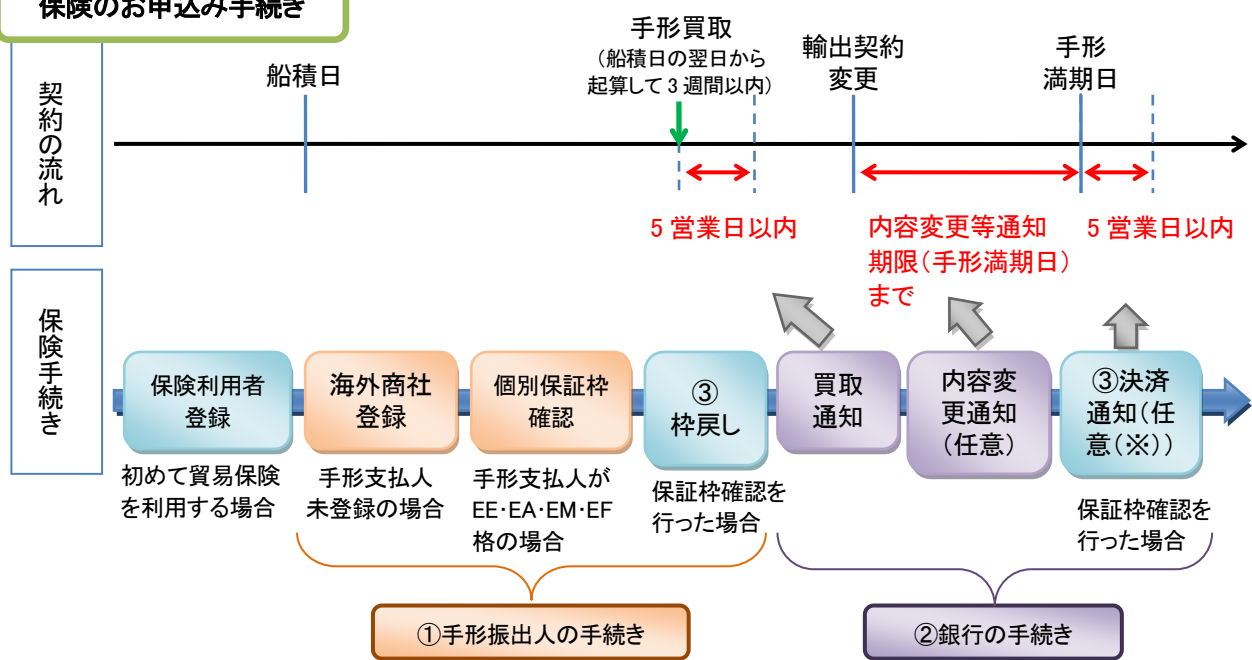 保険のお申込み手続き
契約の流れ
船積日
手形買取
（船積日の翌日から
起算して3週間以内）
輸出契約
変更
手形
満期日
5営業日以内
内容変更等通知
期限（手形満期日）
まで
5営業日以内
保険手続き
保険利用者
登録
海外商社
登録
個別保証枠
確認
③
枠戻し
買取
通知
内容変
更通知
（任意）
③決済
通知（任
意（※））
初めて貿易保険
を利用する場合
手形支払人
未登録の場合
手形支払人が
EE・EA・EM・EF
格の場合
保証枠確認を
行った場合
保証枠確認を
行った場合
①手形振出人の手続き
②銀行の手続き